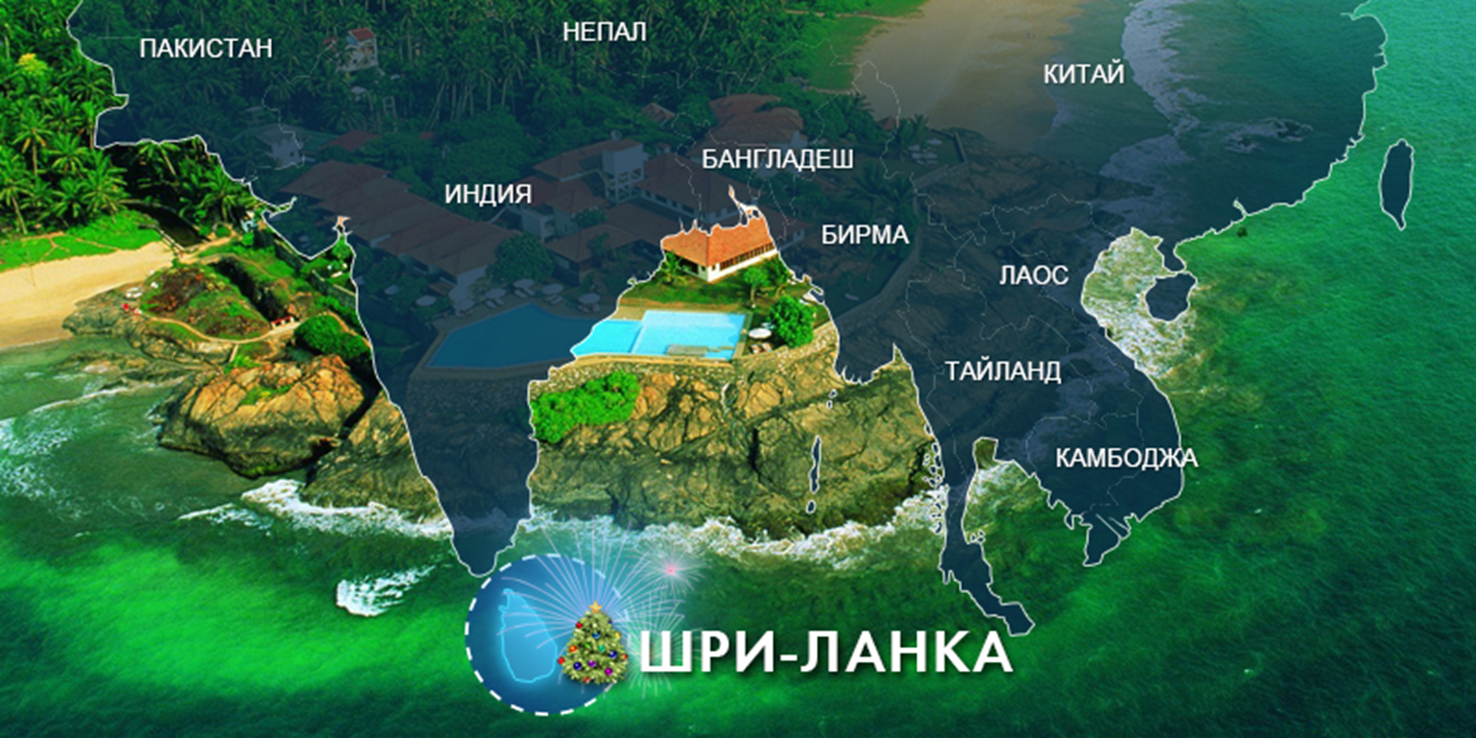 НЕПАЛ
ПАКИСТАН
КИТАЙ
БАНГЛАДЕШ
ИНДИЯ
БИРМА
ЛАОС
ТАЙЛАНД
КАМБОДЖА
ШРИ-ЛАНКА